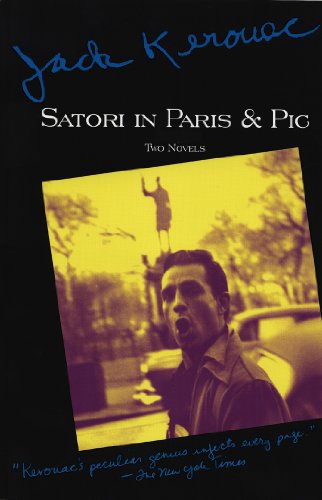 Jack Kerouac
SATORI IN PARIS & PIC
TWO NOVELS
"Kerouac's peculiar genius infects every page."
— The New York Times